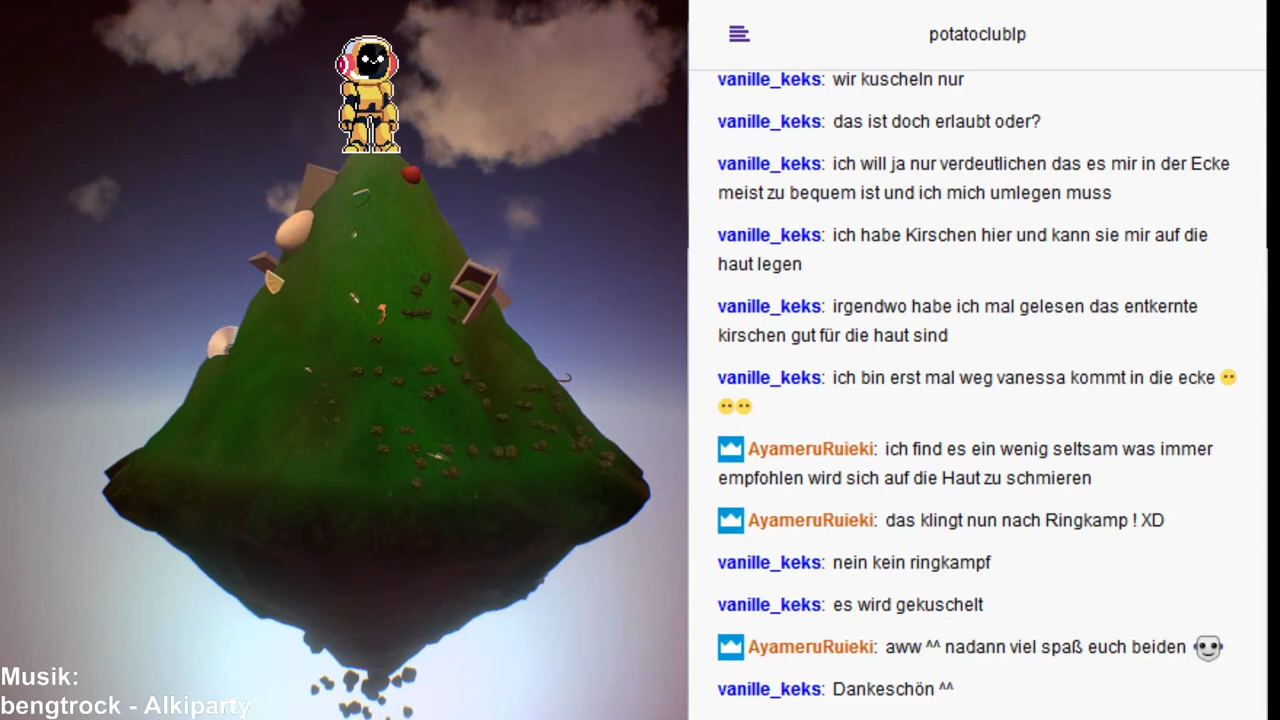 potatoclublp
vanille_keks: wir kuscheln nur
vanille_keks: das ist doch erlaubt oder?
vanille_keks: ich will ja nur verdeutlichen das es mir in der Ecke
meist zu bequem ist und ich mich umlegen muss
vanille_keks: ich habe Kirschen hier und kann sie mir auf die
haut legen
vanille_keks: irgendwo habe ich mal gelesen das entkernte
kirschen gut für die haut sind
vanille_keks: ich bin erst mal weg vanessa kommt in die ecke
AyameruRuieki: ich find es ein wenig seltsam was immer
empfohlen wird sich auf die Haut zu schmieren
AyameruRuieki: das klingt nun nach Ringkamp ! XD
vanille_keks: nein kein ringkampf
vanille_keks: es wird gekuschelt
AyameruRuieki: aww ^^ nadann viel spaß euch beiden
vanille_keks: Dankeschön ^^
Musik:
bengtrock - Alkiparty